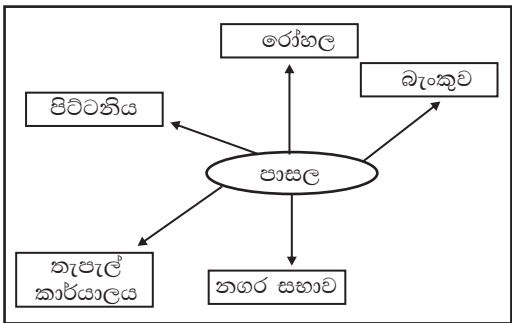 රෝහල
බැංකුව
පිට්ටනිය
පාසල
තැපැල්
කාර්යාලය
නගර සභාව